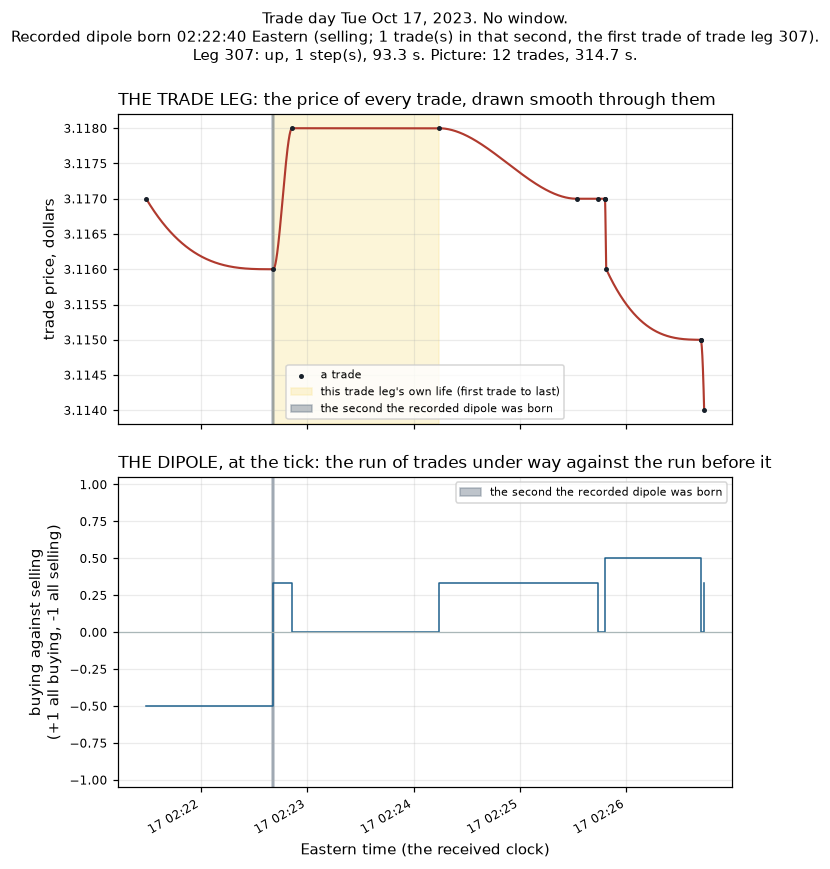 Trade day Tue Oct 17, 2023. No window.
Recorded dipole born 02:22:40 Eastern (selling; 1 trade(s) in that second, the first trade of trade leg 307).
Leg 307: up, 1 step(s), 93.3 s. Picture: 12 trades, 314.7 s.
THE TRADE LEG: the price of every trade, drawn smooth through them
3.1180
3.1175
3.1170
3.1165
3.1160
3.1155
3.1150
3.1145
3.1140
trade price, dollars
a trade
this trade leg's own life (first trade to last)
the second the recorded dipole was born
THE DIPOLE, at the tick: the run of trades under way against the run before it
1.00
0.75
0.50
0.25
0.00
−0.25
−0.50
−0.75
−1.00
buying against selling
(+1 all buying, -1 all selling)
the second the recorded dipole was born
17 02:22
17 02:23
17 02:24
17 02:25
17 02:26
Eastern time (the received clock)